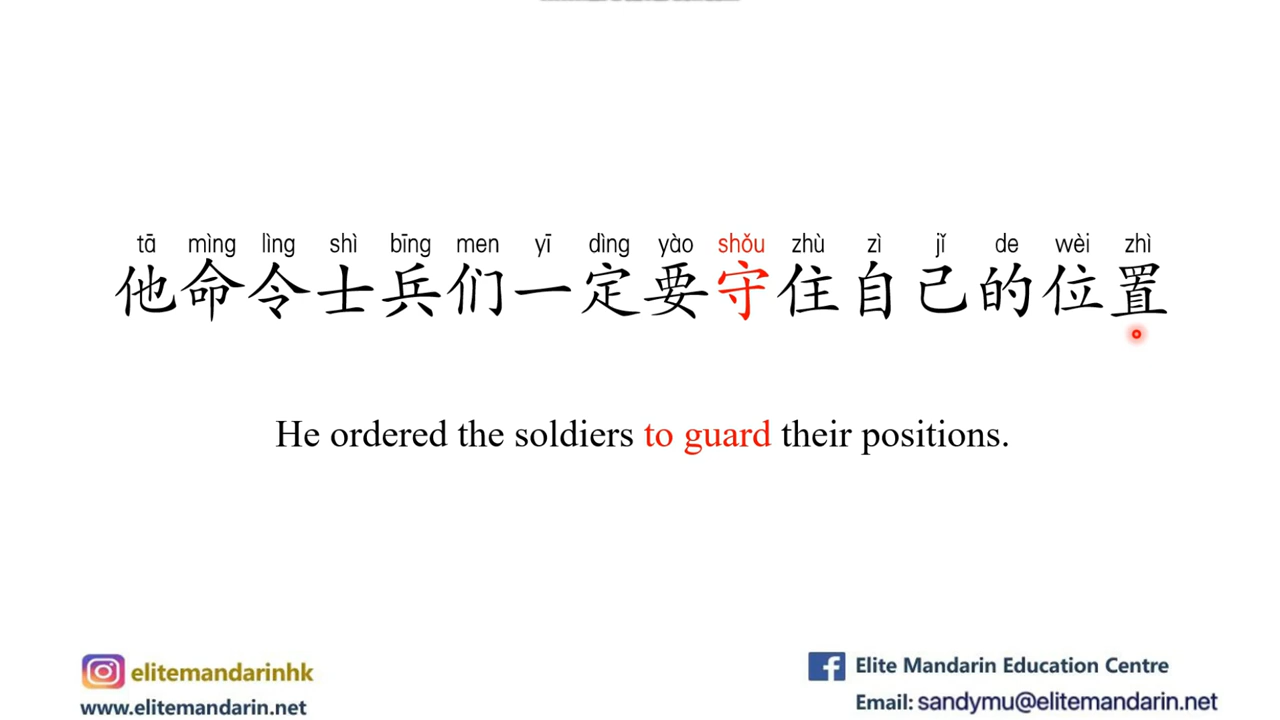 tā mìng lìng shì bīng men yī dìng yào shǒu zhù zì jǐ de wèi zhì
他命令士兵们一定要守住自己的位置
He ordered the soldiers to guard their positions.
elitemandarinhk
www.elitemandarin.net
Elite Mandarin Education Centre
Email: sandymu@elitemandarin.net